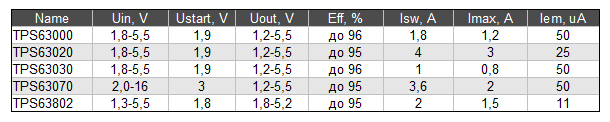 Name Uin, V Ustart, V Uout, V Eff, % Isw, A Imax, A Iem, uA
TPS63000 1,8-5,5 1,9 1,2-5,5 до 96 1,8 1,2 50
TPS63020 1,8-5,5 1,9 1,2-5,5 до 95 4 3 25
TPS63030 1,8-5,5 1,9 1,2-5,5 до 96 1 0,8 50
TPS63070 2,0-16 3 1,2-5,5 до 95 3,6 2 50
TPS63802 1,3-5,5 1,8 1,8-5,2 до 95 2 1,5 11